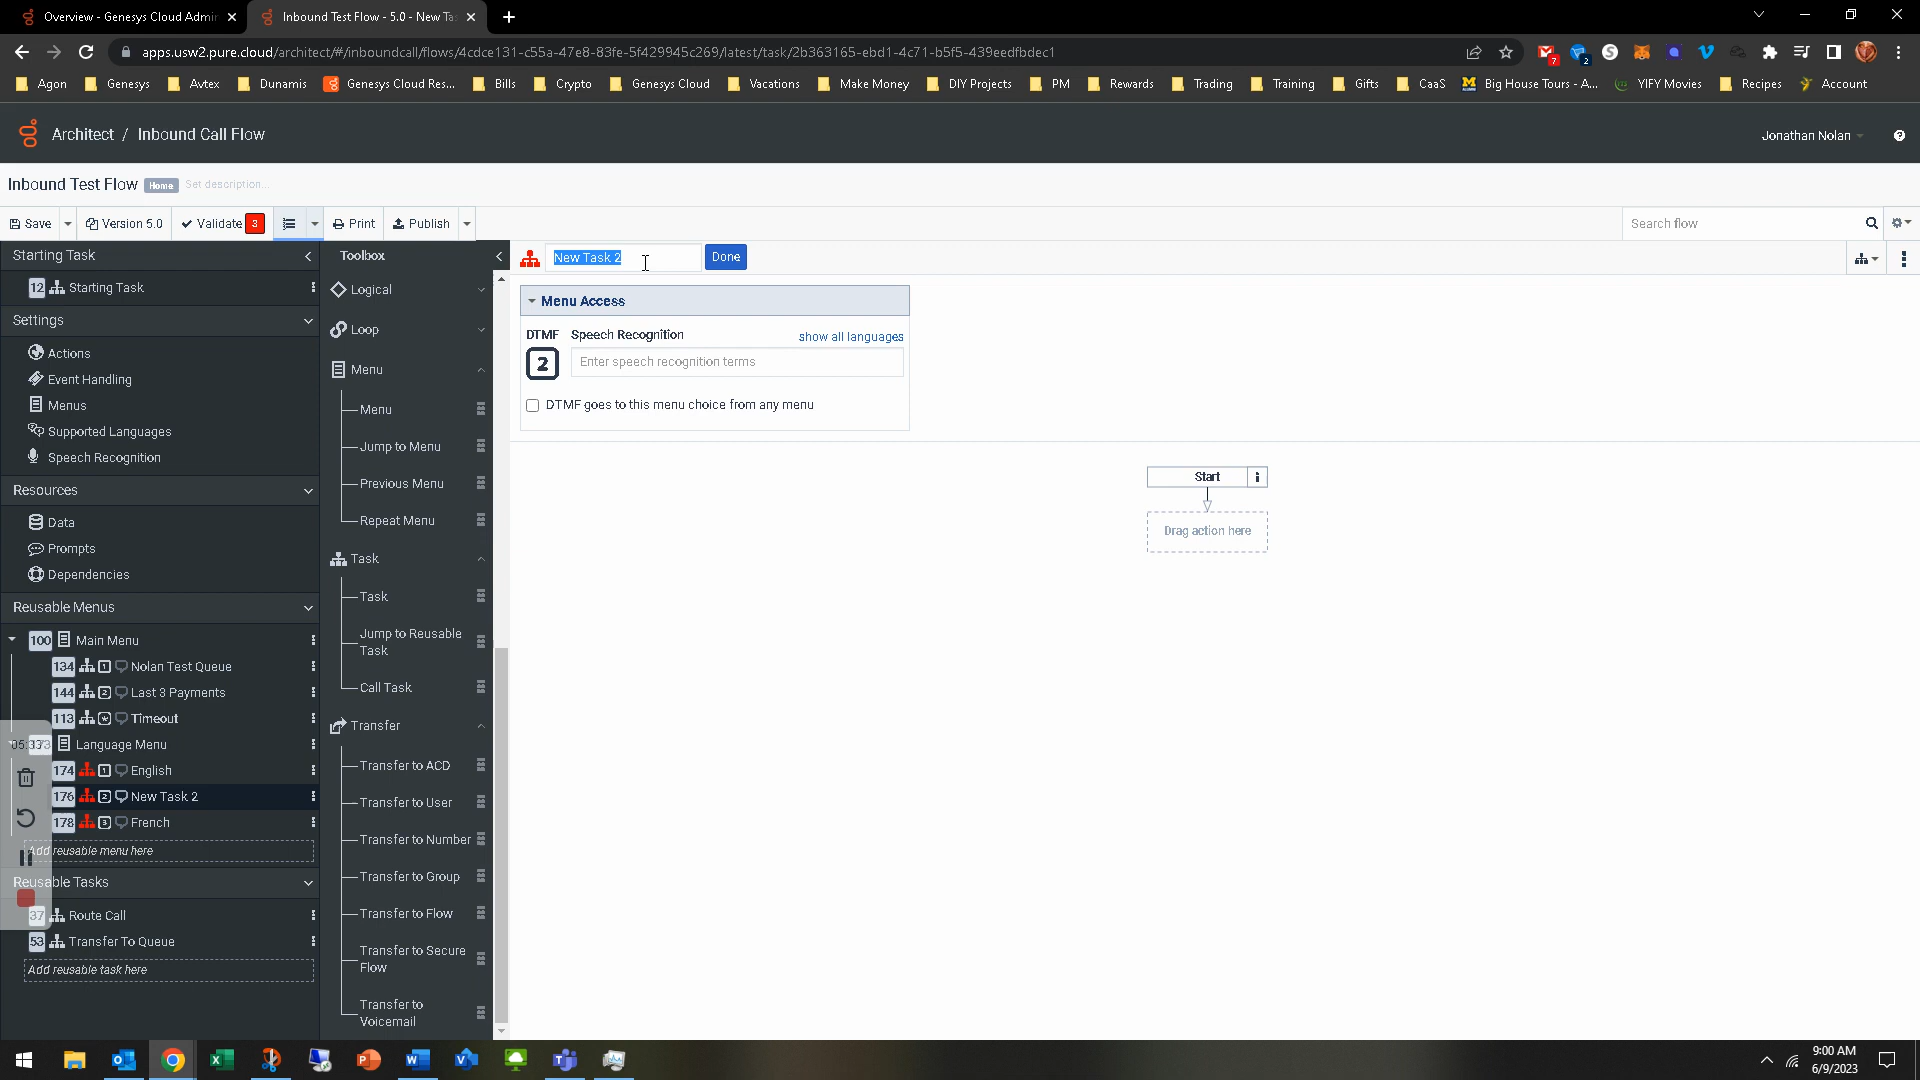 Overview - Genesys Cloud Admin
Inbound Test Flow - 5.0 - New Tas
apps.usw2.pure.cloud/architect/#/inboundcall/flows/4cdce131-c55a-47e8-83fe-5f429945c269/latest/task/2b363165-ebd1-4c71-b5f5-439eedfbdec1
7
2
Agon
Genesys
Avtex
Dunamis
Genesys Cloud Res...
Bills
Crypto
Genesys Cloud
Vacations
Make Money
DIY Projects
PM
Rewards
Trading
Training
Gifts
CaaS
Big House Tours - A...
YIFY Movies
Recipes
Account
Architect / Inbound Call Flow
Jonathan Nolan
Inbound Test Flow Home Set description...
Save
Version 5.0
Validate 3
Print
Publish
Search flow
Starting Task
12 Starting Task
Settings
Actions
Event Handling
Menus
Supported Languages
Speech Recognition
Resources
Data
Prompts
Dependencies
Reusable Menus
100 Main Menu
134 1 Nolan Test Queue
144 2 Last 3 Payments
113 * Timeout
Language Menu
174 1 English
176 2 New Task 2
178 3 French
Add reusable menu here
Reusable Tasks
37 Route Call
53 Transfer To Queue
Add reusable task here
Toolbox
Logical
Loop
Menu
Menu
Jump to Menu
Previous Menu
Repeat Menu
Task
Task
Jump to Reusable
Task
Call Task
Transfer
Transfer to ACD
Transfer to User
Transfer to Number
Transfer to Group
Transfer to Flow
Transfer to Secure
Flow
Transfer to
Voicemail
New Task 2
Done
Menu Access
DTMF Speech Recognition show all languages
2 Enter speech recognition terms
DTMF goes to this menu choice from any menu
Start
Drag action here
9:00 AM
6/9/2023